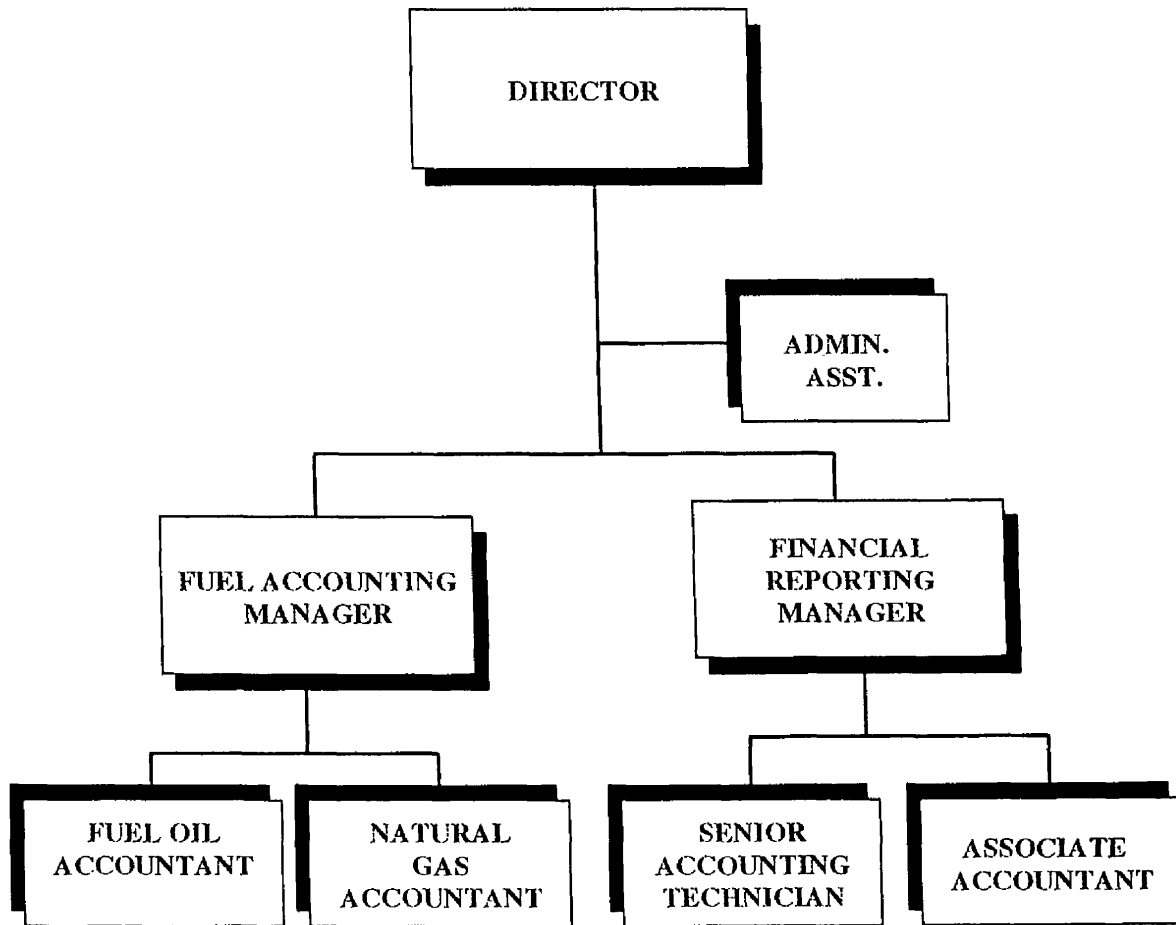 DIRECTOR
ADMIN.
ASST.
FUEL ACCOUNTING
MANAGER
FINANCIAL
REPORTING
MANAGER
FUEL OIL
ACCOUNTANT
NATURAL
GAS
ACCOUNTANT
SENIOR
ACCOUNTING
TECHNICIAN
ASSOCIATE
ACCOUNTANT